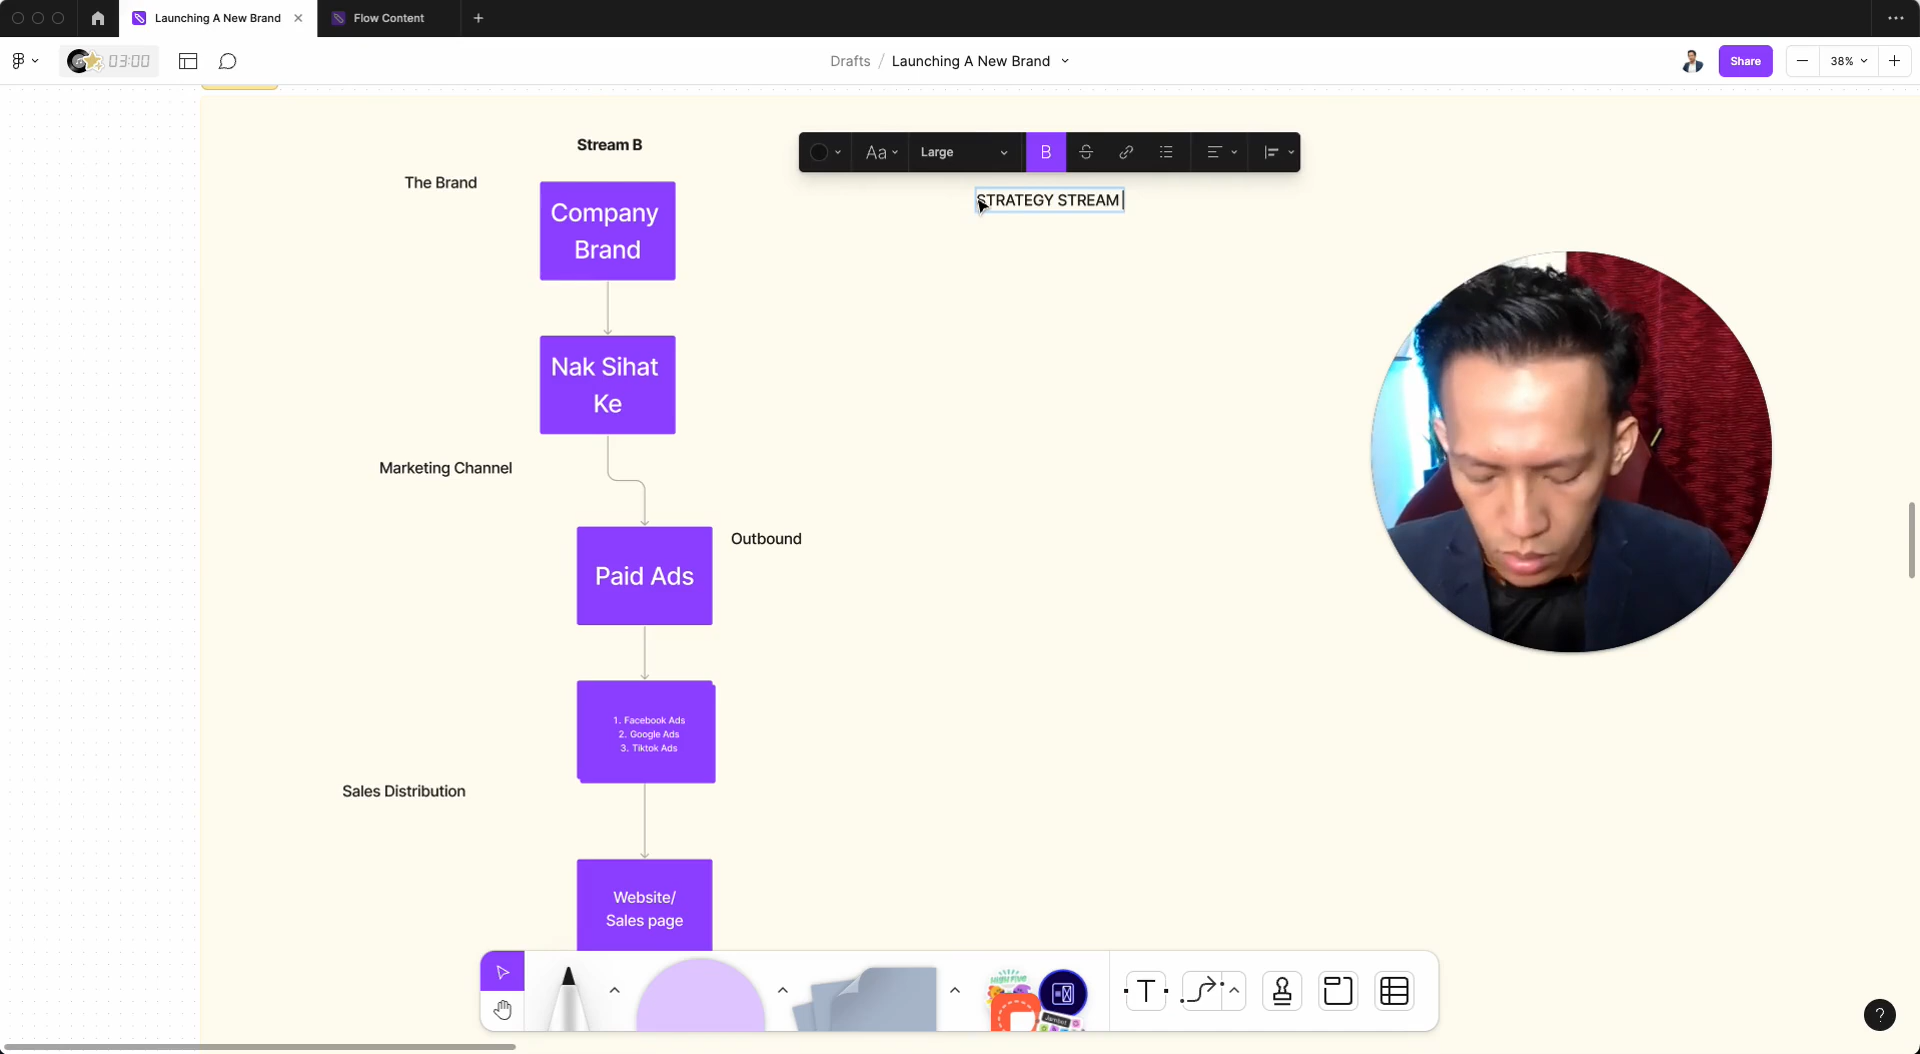 Launching A New Brand
Flow Content
03:00
Drafts / Launching A New Brand
Share
38%
Stream B
Aa
Large
B
The Brand
STRATEGY STREAM
Company
Brand
Nak Sihat
Ke
Marketing Channel
Outbound
Paid Ads
1. Facebook Ads
2. Google Ads
3. Tiktok Ads
Sales Distribution
Website/
Sales page
T
?